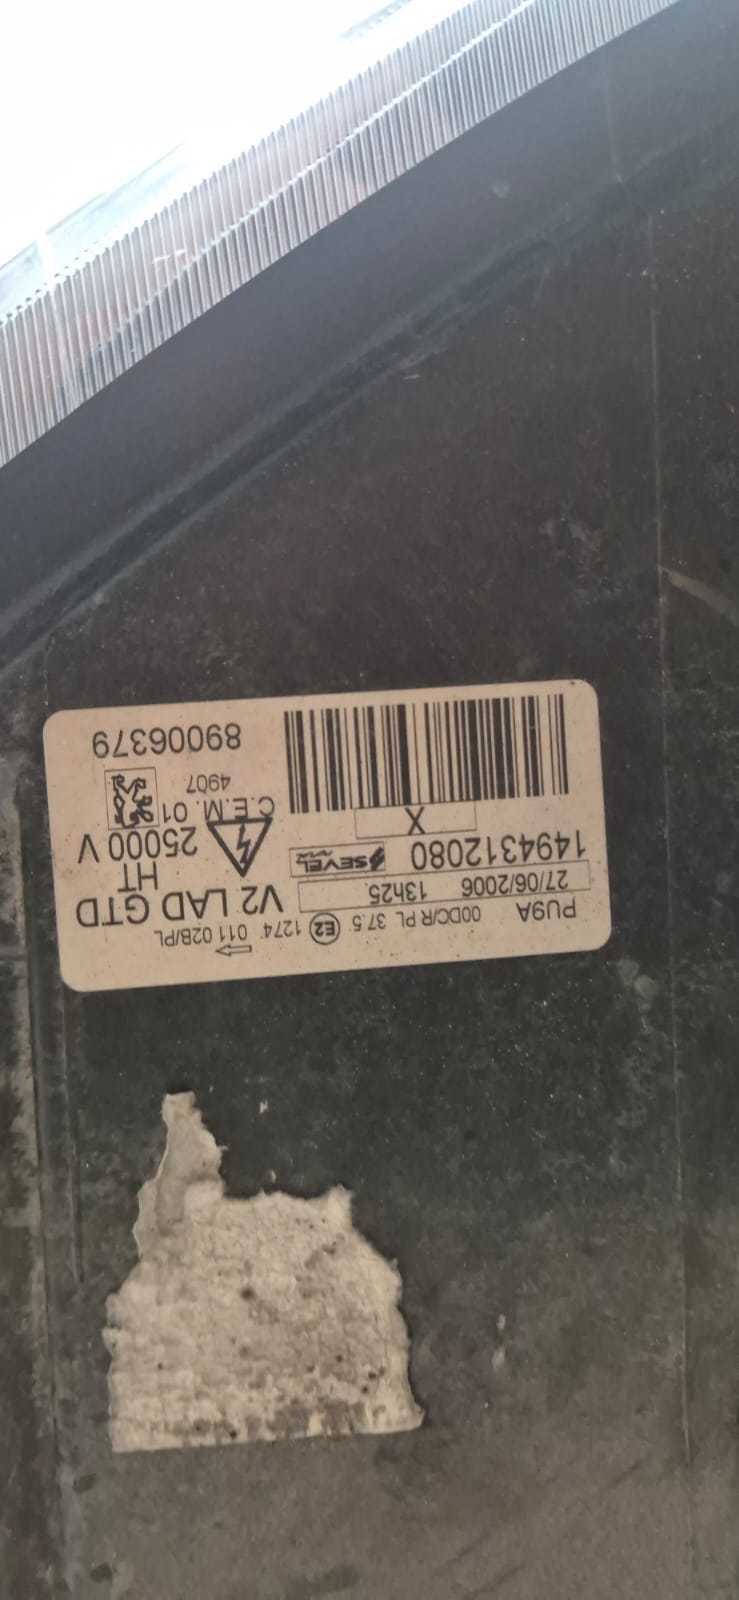 ⇨
PU9A 00DC/R PL 37.5 E2 1274 011 02B/PL
27/06/2006 13h25 V2 LAD GTD
1494312080 SEVEL HT
25000 V
X C.E.M. 01
4907
89006379